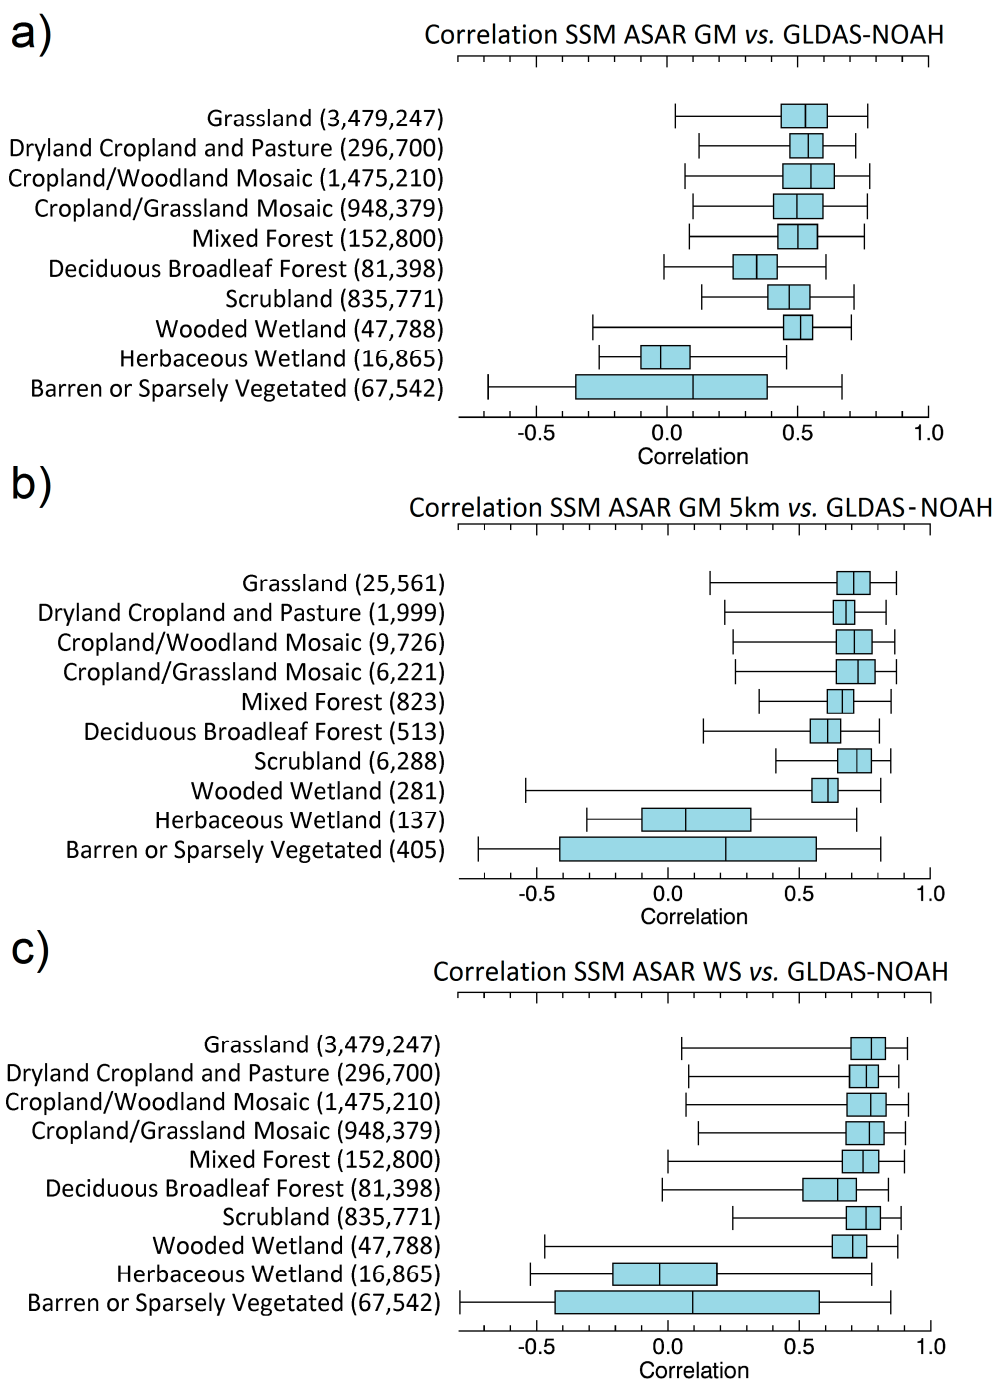 a)
Correlation SSM ASAR GM vs. GLDAS-NOAH
Grassland (3,479,247)
Dryland Cropland and Pasture (296,700)
Cropland/Woodland Mosaic (1,475,210)
Cropland/Grassland Mosaic (948,379)
Mixed Forest (152,800)
Deciduous Broadleaf Forest (81,398)
Scrubland (835,771)
Wooded Wetland (47,788)
Herbaceous Wetland (16,865)
Barren or Sparsely Vegetated (67,542)
-0.5 0.0 0.5 1.0
Correlation
b)
Correlation SSM ASAR GM 5km vs. GLDAS-NOAH
Grassland (25,561)
Dryland Cropland and Pasture (1,999)
Cropland/Woodland Mosaic (9,726)
Cropland/Grassland Mosaic (6,221)
Mixed Forest (823)
Deciduous Broadleaf Forest (513)
Scrubland (6,288)
Wooded Wetland (281)
Herbaceous Wetland (137)
Barren or Sparsely Vegetated (405)
-0.5 0.0 0.5 1.0
Correlation
c)
Correlation SSM ASAR WS vs. GLDAS-NOAH
Grassland (3,479,247)
Dryland Cropland and Pasture (296,700)
Cropland/Woodland Mosaic (1,475,210)
Cropland/Grassland Mosaic (948,379)
Mixed Forest (152,800)
Deciduous Broadleaf Forest (81,398)
Scrubland (835,771)
Wooded Wetland (47,788)
Herbaceous Wetland (16,865)
Barren or Sparsely Vegetated (67,542)
-0.5 0.0 0.5 1.0
Correlation